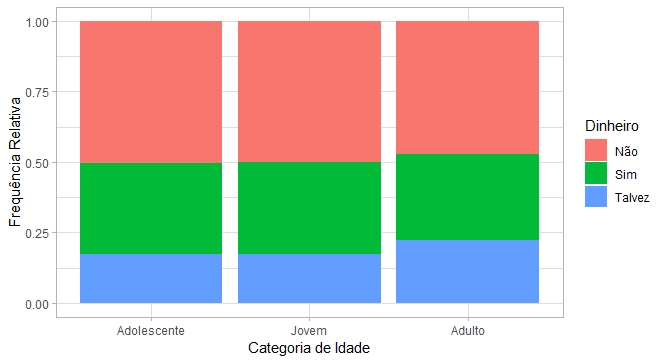 1.00
0.75
0.50
0.25
0.00
Frequência Relativa
Adolescente Jovem Adulto
Categoria de Idade
Dinheiro
Não
Sim
Talvez